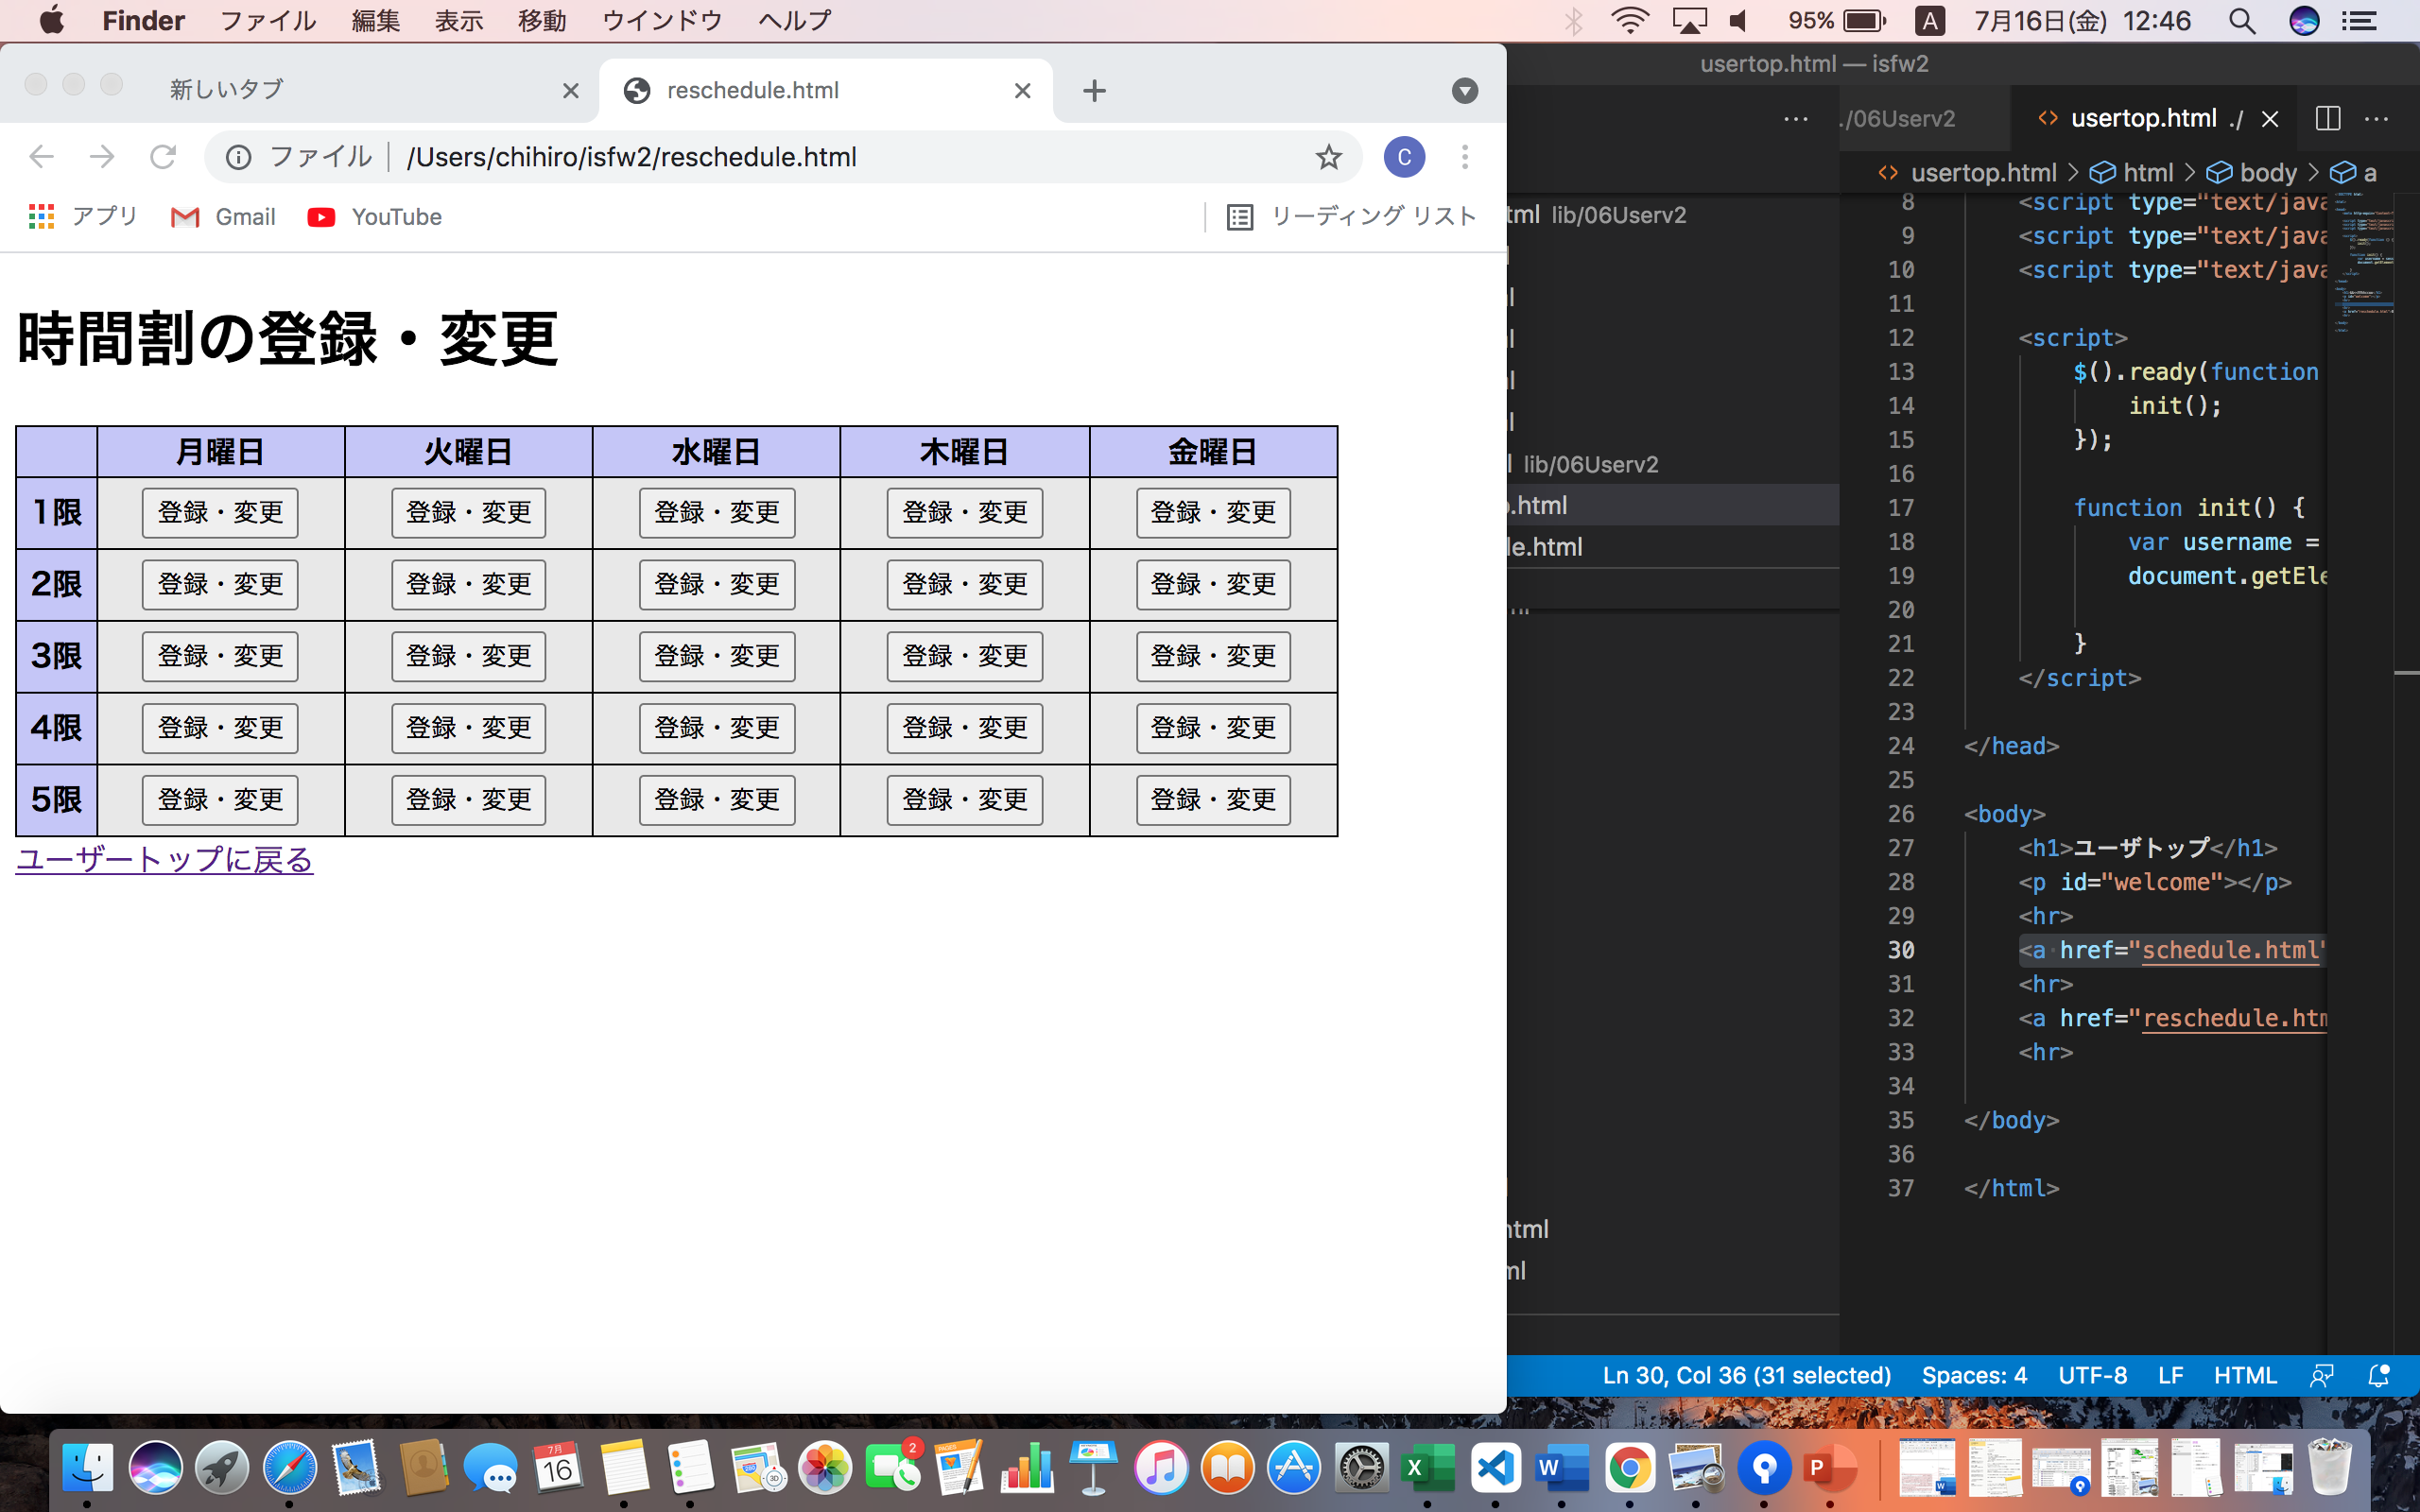 Finder ファイル 編集 表示 移動 ウインドウ ヘルプ 95% A 7月16日(金) 12:46
新しいタブ
reschedule.html
ファイル /Users/chihiro/isfw2/reschedule.html C
アプリ Gmail YouTube リーディング リスト
時間割の登録・変更
月曜日 火曜日 水曜日 木曜日 金曜日
1限 登録・変更 登録・変更 登録・変更 登録・変更 登録・変更
2限 登録・変更 登録・変更 登録・変更 登録・変更 登録・変更
3限 登録・変更 登録・変更 登録・変更 登録・変更 登録・変更
4限 登録・変更 登録・変更 登録・変更 登録・変更 登録・変更
5限 登録・変更 登録・変更 登録・変更 登録・変更 登録・変更
ユーザートップに戻る
usertop.html — isfw2
./06Userv2 usertop.html ./
usertop.html > html > body > a
tml lib/06Userv2
lib/06Userv2
.html
le.html
html
ml
8 <script type="text/java
9 <script type="text/java
10 <script type="text/java
11
12 <script>
13 $().ready(function
14 init();
15 });
16
17 function init() {
18 var username =
19 document.getEle
20
21 }
22 </script>
23
24 </head>
25
26 <body>
27 <h1>ユーザトップ</h1>
28 <p id="welcome"></p>
29 <hr>
30 <a href="schedule.html"
31 <hr>
32 <a href="reschedule.htm
33 <hr>
34
35 </body>
36
37 </html>
Ln 30, Col 36 (31 selected) Spaces: 4 UTF-8 LF HTML
7月
16
2
PAGES
3D
X
W
P